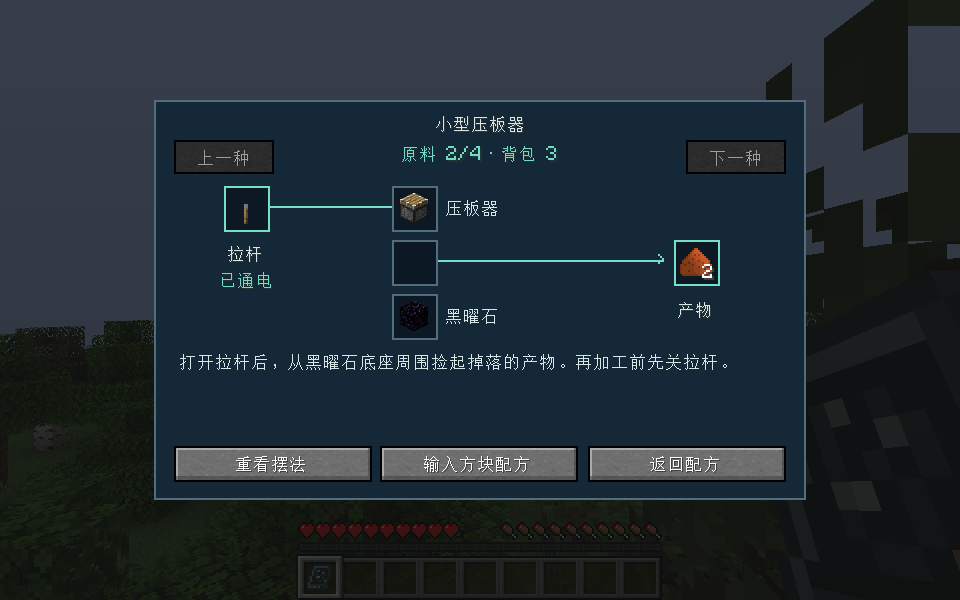 小型压板器
原料 2/4 · 背包 3
上一种
下一种
压板器
拉杆
已通电
2
产物
黑曜石
打开拉杆后，从黑曜石底座周围捡起掉落的产物。再加工前先关拉杆。
重看摆法
输入方块配方
返回配方